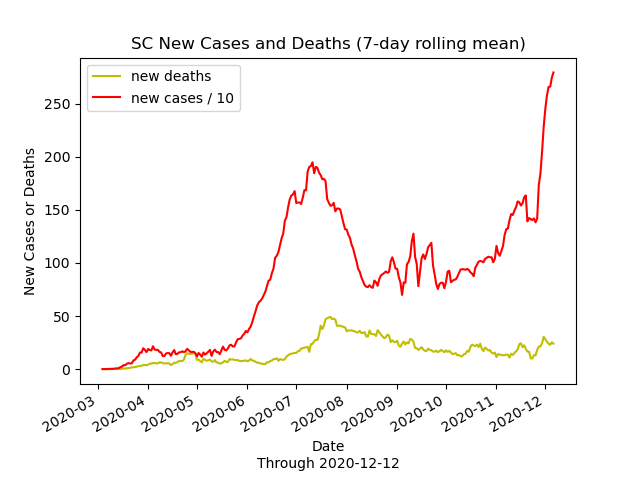 SC New Cases and Deaths (7-day rolling mean)
new deaths
new cases / 10
New Cases or Deaths
250
200
150
100
50
0
2020-03
2020-04
2020-05
2020-06
2020-07
2020-08
2020-09
2020-10
2020-11
2020-12
Date
Through 2020-12-12